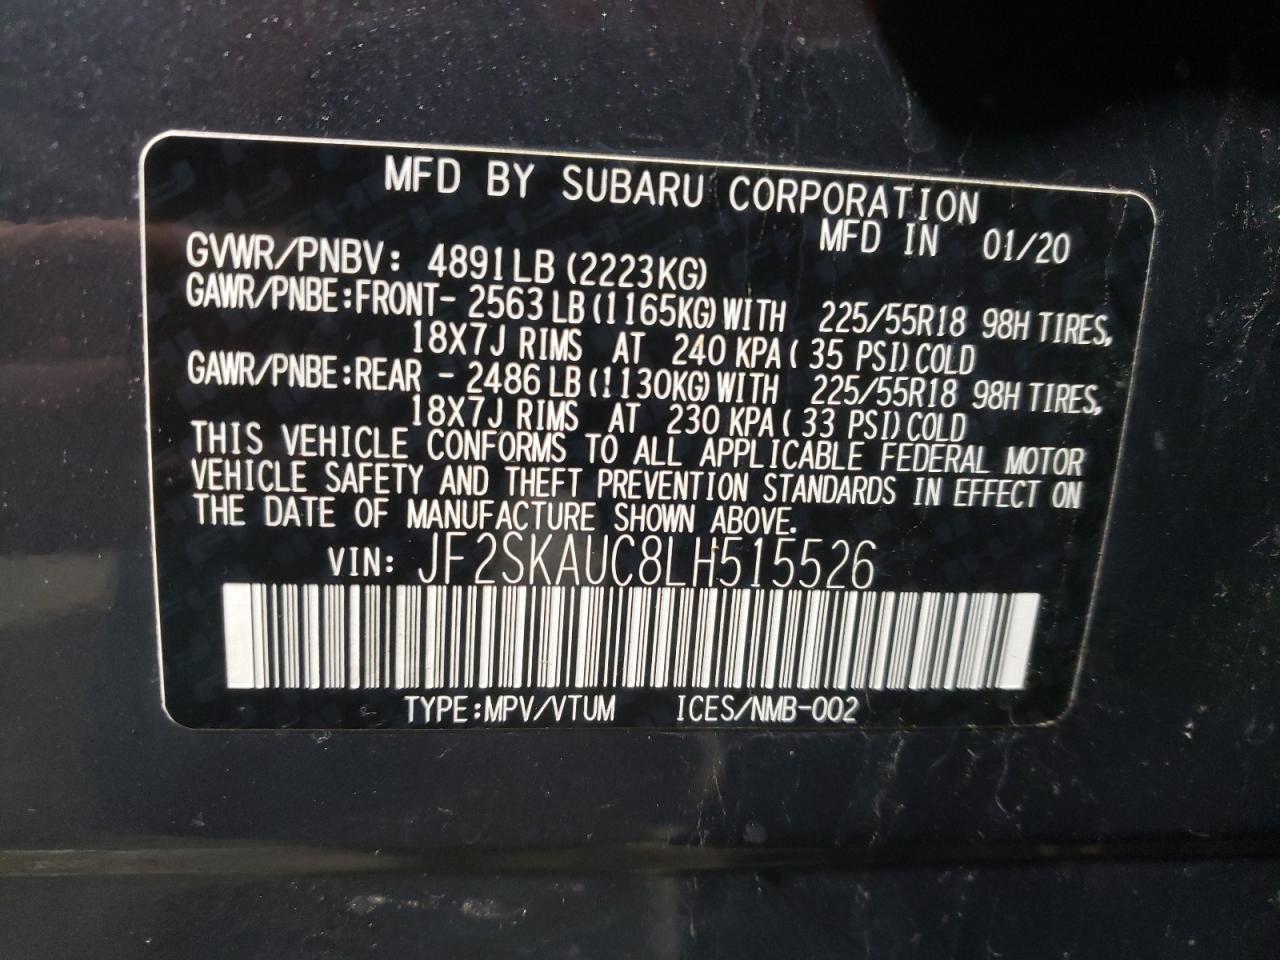 MFD BY SUBARU CORPORATION
MFD IN 01/20
GVWR/PNBV: 4891LB (2223KG)
GAWR/PNBE:FRONT- 2563 LB (1165KG) WITH 225/55R18 98H TIRES,
18X7J RIMS AT 240 KPA ( 35 PSI) COLD
GAWR/PNBE:REAR - 2486 LB (1130KG) WITH 225/55R18 98H TIRES,
18X7J RIMS AT 230 KPA ( 33 PSI) COLD
THIS VEHICLE CONFORMS TO ALL APPLICABLE FEDERAL MOTOR
VEHICLE SAFETY AND THEFT PREVENTION STANDARDS IN EFFECT ON
THE DATE OF MANUFACTURE SHOWN ABOVE.
VIN: JF2SKAUC8LH515526
TYPE:MPV/VTUM ICES/NMB-002